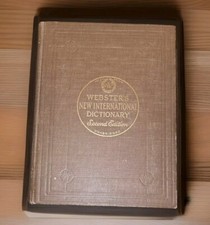 WEBSTER'S
NEW INTERNATIONAL
DICTIONARY
Second Edition